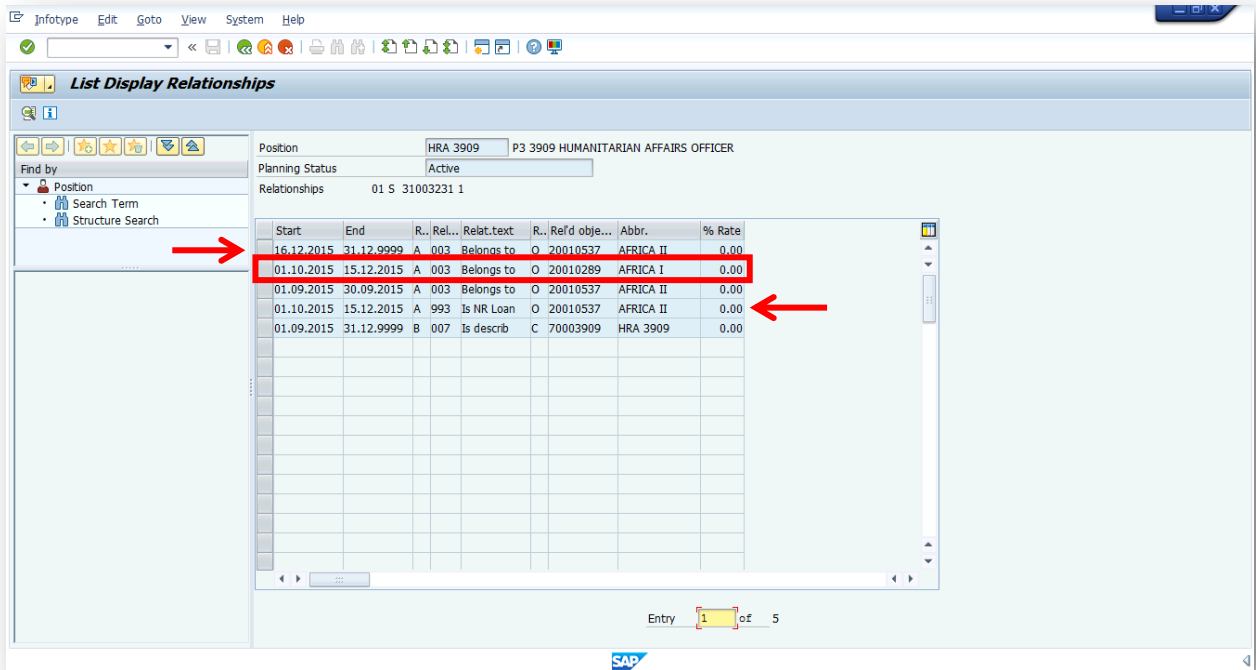 Infotype Edit Goto View System Help
List Display Relationships
Find by
Position
Search Term
Structure Search
Position HRA 3909 P3 3909 HUMANITARIAN AFFAIRS OFFICER
Planning Status Active
Relationships 01 S 31003231 1
Start End R.. Rel... Relat.text R.. Rel'd obje... Abbr. % Rate
16.12.2015 31.12.9999 A 003 Belongs to O 20010537 AFRICA II 0.00
01.10.2015 15.12.2015 A 003 Belongs to O 20010289 AFRICA I 0.00
01.09.2015 30.09.2015 A 003 Belongs to O 20010537 AFRICA II 0.00
01.10.2015 15.12.2015 A 993 Is NR Loan O 20010537 AFRICA II 0.00
01.09.2015 31.12.9999 B 007 Is describ C 70003909 HRA 3909 0.00
Entry 1 of 5
SAP